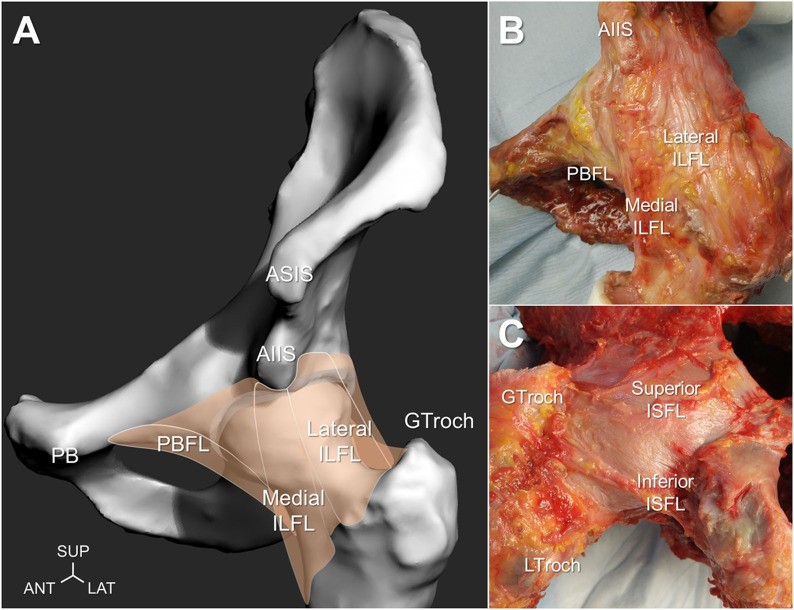 A
ASIS
AIIS
GTroch
Lateral
ILFL
PBFL
PB
Medial
ILFL
SUP
ANT
LAT
B
AIIS
Lateral
ILFL
PBFL
Medial
ILFL
C
GTroch
Superior
ISFL
Inferior
ISFL
LTroch